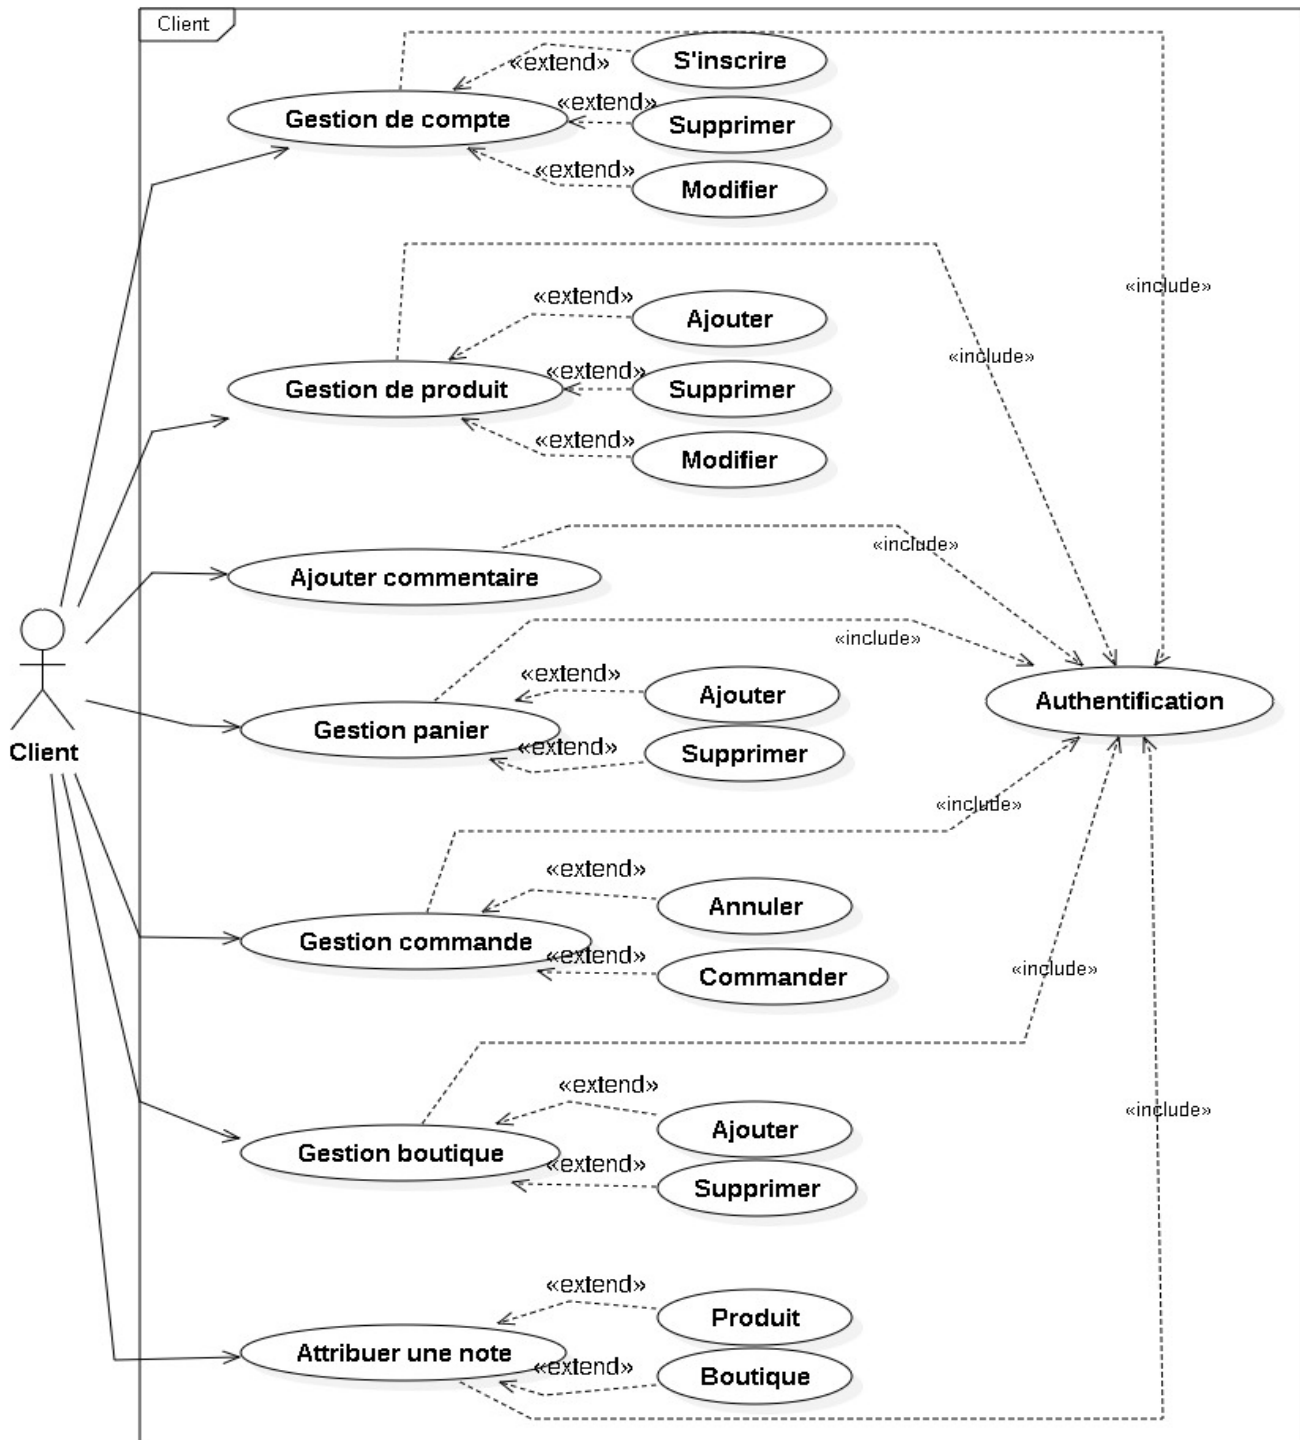 Client
«extend»
S'inscrire
«extend»
Gestion de compte
Supprimer
«extend»
Modifier
«include»
«extend»
Ajouter
«include»
«extend»
Gestion de produit
Supprimer
«extend»
Modifier
«include»
Ajouter commentaire
«include»
«extend»
Ajouter
Authentification
Gestion panier
«extend»
Supprimer
Client
«include»
«extend»
Annuler
Gestion commande
«extend»
Commander
«include»
«extend»
«include»
Ajouter
Gestion boutique
«extend»
Supprimer
«extend»
Produit
Attribuer une note
«extend»
Boutique